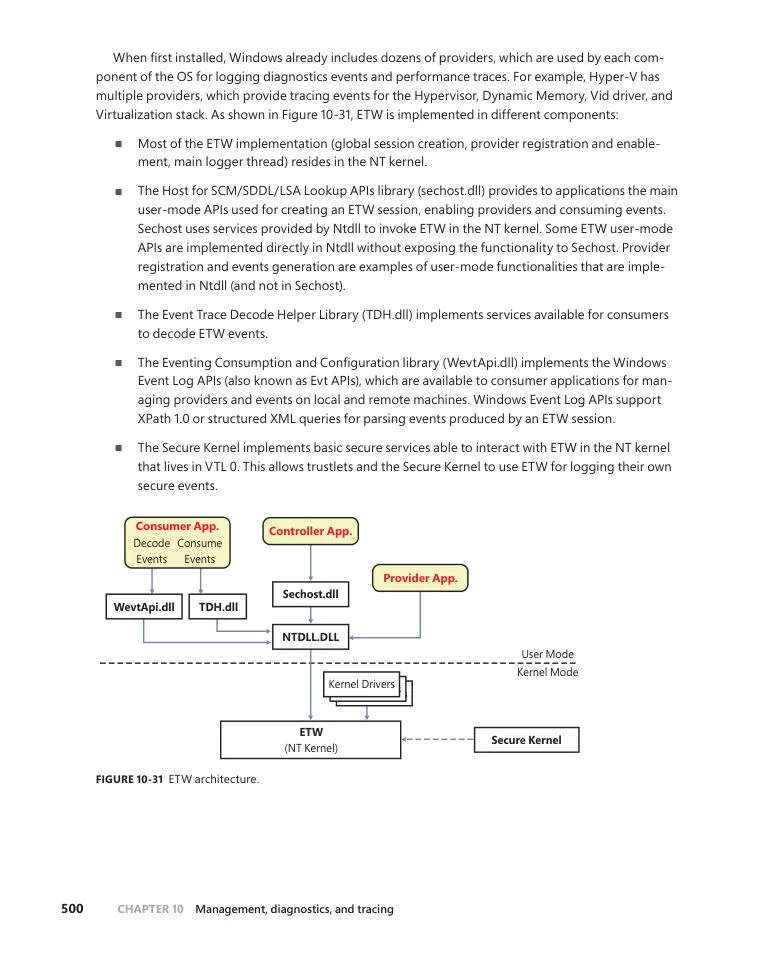 When first installed, Windows already includes dozens of providers, which are used by each com-
ponent of the OS for logging diagnostics events and performance traces. For example, Hyper-V has
multiple providers, which provide tracing events for the Hypervisor, Dynamic Memory, Vid driver, and
Virtualization stack. As shown in Figure 10-31, ETW is implemented in different components:
■ Most of the ETW implementation (global session creation, provider registration and enable-
ment, main logger thread) resides in the NT kernel.
■ The Host for SCM/SDDL/LSA Lookup APIs library (sechost.dll) provides to applications the main
user-mode APIs used for creating an ETW session, enabling providers and consuming events.
Sechost uses services provided by Ntdll to invoke ETW in the NT kernel. Some ETW user-mode
APIs are implemented directly in Ntdll without exposing the functionality to Sechost. Provider
registration and events generation are examples of user-mode functionalities that are imple-
mented in Ntdll (and not in Sechost).
■ The Event Trace Decode Helper Library (TDH.dll) implements services available for consumers
to decode ETW events.
■ The Eventing Consumption and Configuration library (WevtApi.dll) implements the Windows
Event Log APIs (also known as Evt APIs), which are available to consumer applications for man-
aging providers and events on local and remote machines. Windows Event Log APIs support
XPath 1.0 or structured XML queries for parsing events produced by an ETW session.
■ The Secure Kernel implements basic secure services able to interact with ETW in the NT kernel
that lives in VTL 0. This allows trustlets and the Secure Kernel to use ETW for logging their own
secure events.
Consumer App.
Decode Consume
Events Events
Controller App.
Provider App.
WevtApi.dll
TDH.dll
Sechost.dll
NTDLL.DLL
User Mode
Kernel Mode
Kernel Drivers
ETW
(NT Kernel)
Secure Kernel
FIGURE 10-31 ETW architecture.
500 CHAPTER 10 Management, diagnostics, and tracing